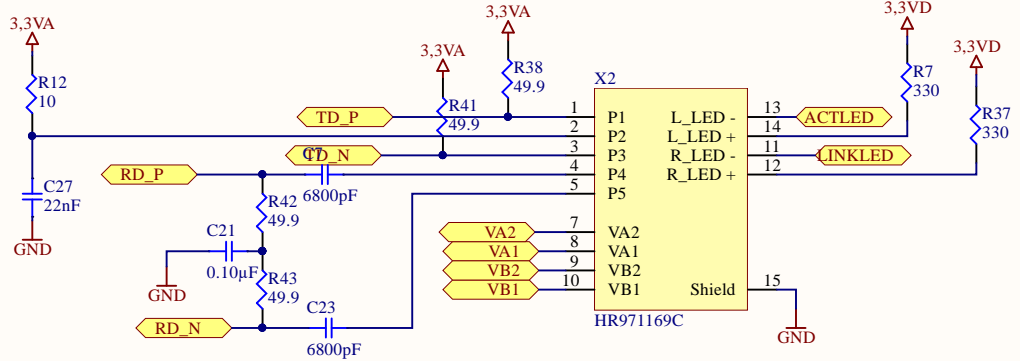 3,3VA
3,3VA
3,3VA
3,3VD
3,3VD
R12
10
R38
49.9
R41
49.9
X2
R7
330
R37
330
TD_P
1
P1
L_LED -
13
ACTLED
2
P2
L_LED +
14
TD_N
3
P3
R_LED -
11
LINKLED
RD_P
C7
6800pF
4
P4
R_LED +
12
5
P5
C27
22nF
GND
R42
49.9
C21
0.10µF
GND
R43
49.9
VA2
7
VA2
VA1
8
VA1
VB2
9
VB2
VB1
10
VB1
Shield
15
GND
RD_N
C23
6800pF
HR971169C